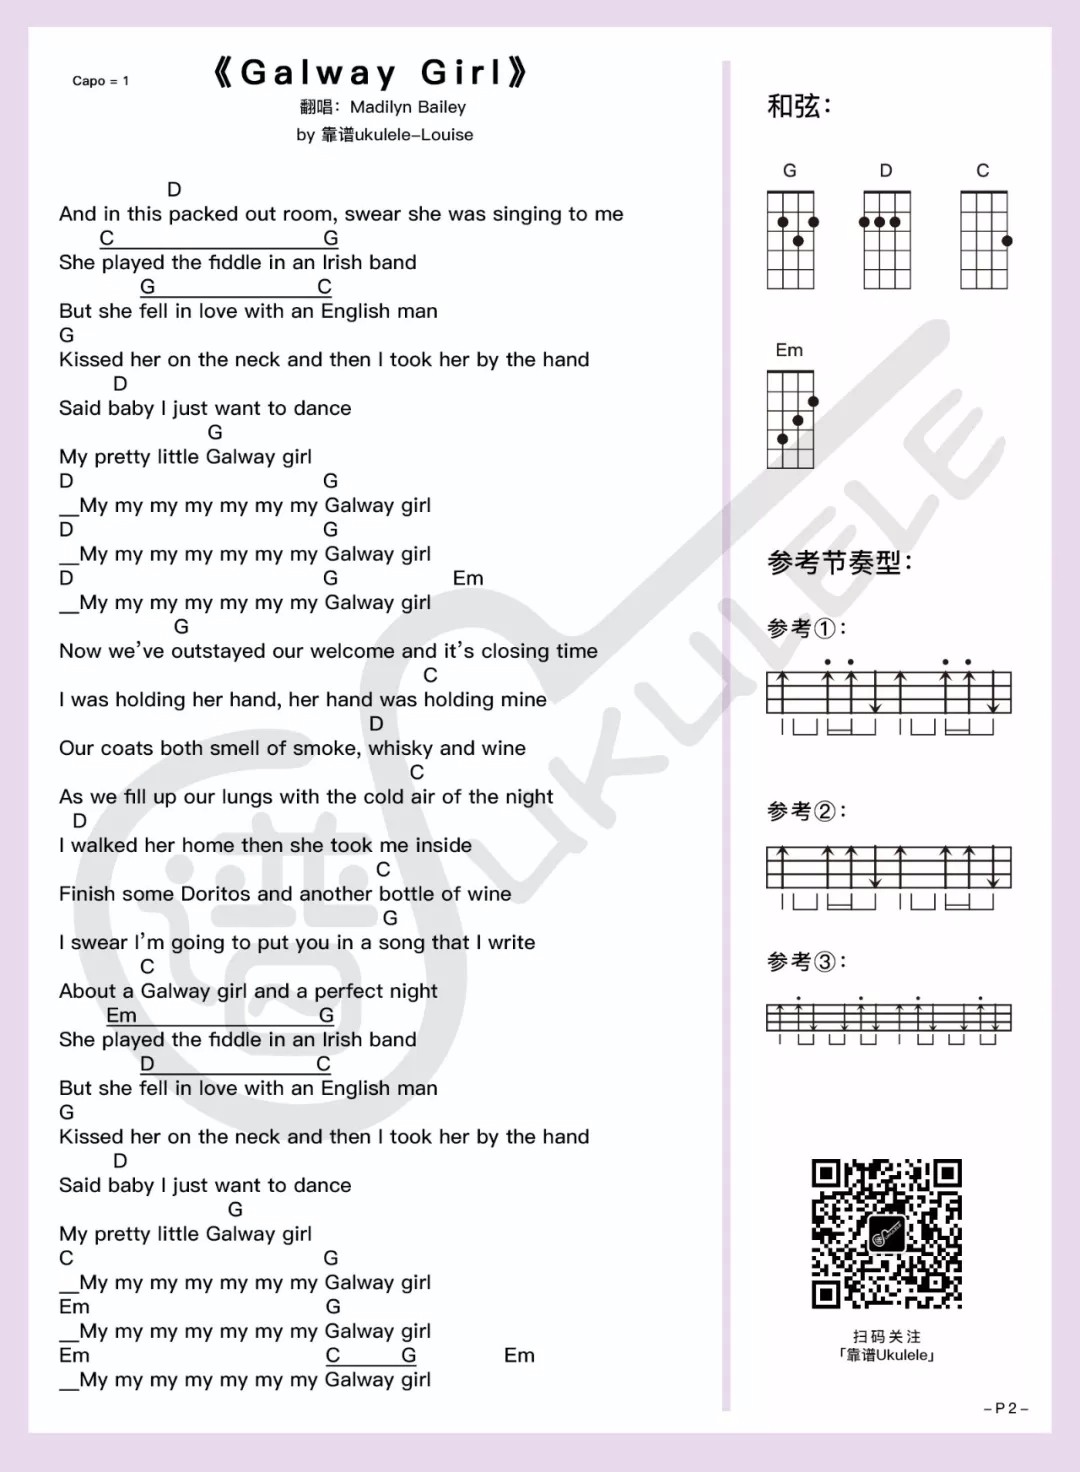 Capo = 1
《Galway Girl》
翻唱：Madilyn Bailey
by 靠谱ukulele-Louise
D
And in this packed out room, swear she was singing to me
C G
She played the fiddle in an Irish band
G C
But she fell in love with an English man
G
Kissed her on the neck and then I took her by the hand
D
Said baby I just want to dance
G
My pretty little Galway girl
D G
__My my my my my my my Galway girl
D G
__My my my my my my my Galway girl
D G Em
__My my my my my my my Galway girl
G
Now we've outstayed our welcome and it's closing time
C
I was holding her hand, her hand was holding mine
D
Our coats both smell of smoke, whisky and wine
C
As we fill up our lungs with the cold air of the night
D
I walked her home then she took me inside
C
Finish some Doritos and another bottle of wine
G
I swear I'm going to put you in a song that I write
C
About a Galway girl and a perfect night
Em G
She played the fiddle in an Irish band
D C
But she fell in love with an English man
G
Kissed her on the neck and then I took her by the hand
D
Said baby I just want to dance
G
My pretty little Galway girl
C G
__My my my my my my my Galway girl
Em G
__My my my my my my my Galway girl
Em C G Em
__My my my my my my my Galway girl
和弦：
G D C
Em
参考节奏型：
参考①：
参考②：
参考③：
扫码关注
「靠谱Ukulele」
– P 2 –
谱 UKULELE